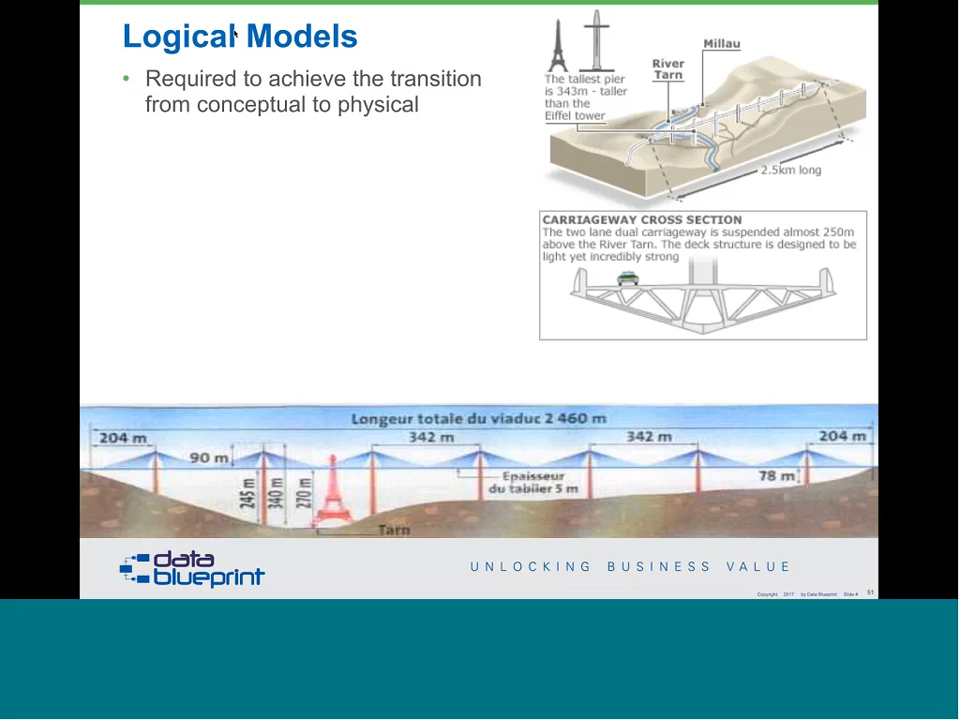 Logical Models
• Required to achieve the transition
from conceptual to physical
Millau
River
Tarn
The tallest pier
is 343m - taller
than the
Eiffel tower
2.5km long
CARRIAGEWAY CROSS SECTION
The two lane dual carriageway is suspended almost 250m
above the River Tarn. The deck structure is designed to be
light yet incredibly strong
Longeur totale du viaduc 2 460 m
204 m
342 m
342 m
204 m
90 m
245 m
340 m
270 m
Epaisseur
du tablier 5 m
78 m
Tarn
data
blueprint
UNLOCKING BUSINESS VALUE
Copyright 2017 by Data Blueprint Slide # 51